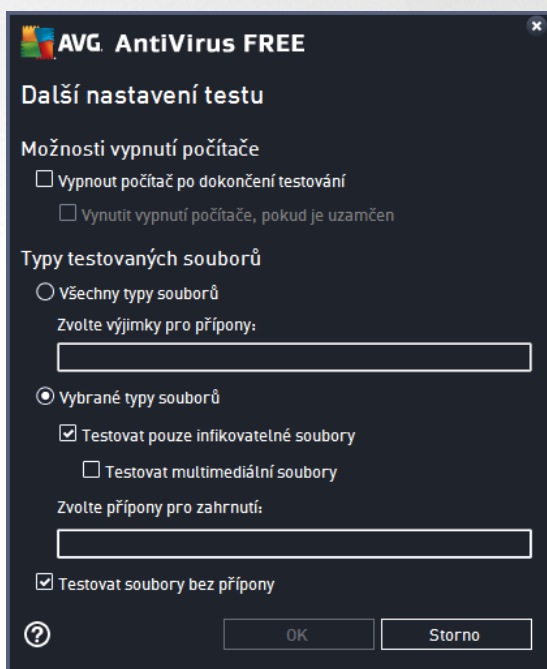 AVG. AntiVirus FREE
Další nastavení testu
Možnosti vypnutí počítače
Vypnout počítač po dokončení testování
Vynutit vypnutí počítače, pokud je uzamčen
Typy testovaných souborů
Všechny typy souborů
Zvolte výjimky pro přípony:
Vybrané typy souborů
Testovat pouze infikovatelné soubory
Testovat multimediální soubory
Zvolte přípony pro zahrnutí:
Testovat soubory bez přípony
OK
Storno